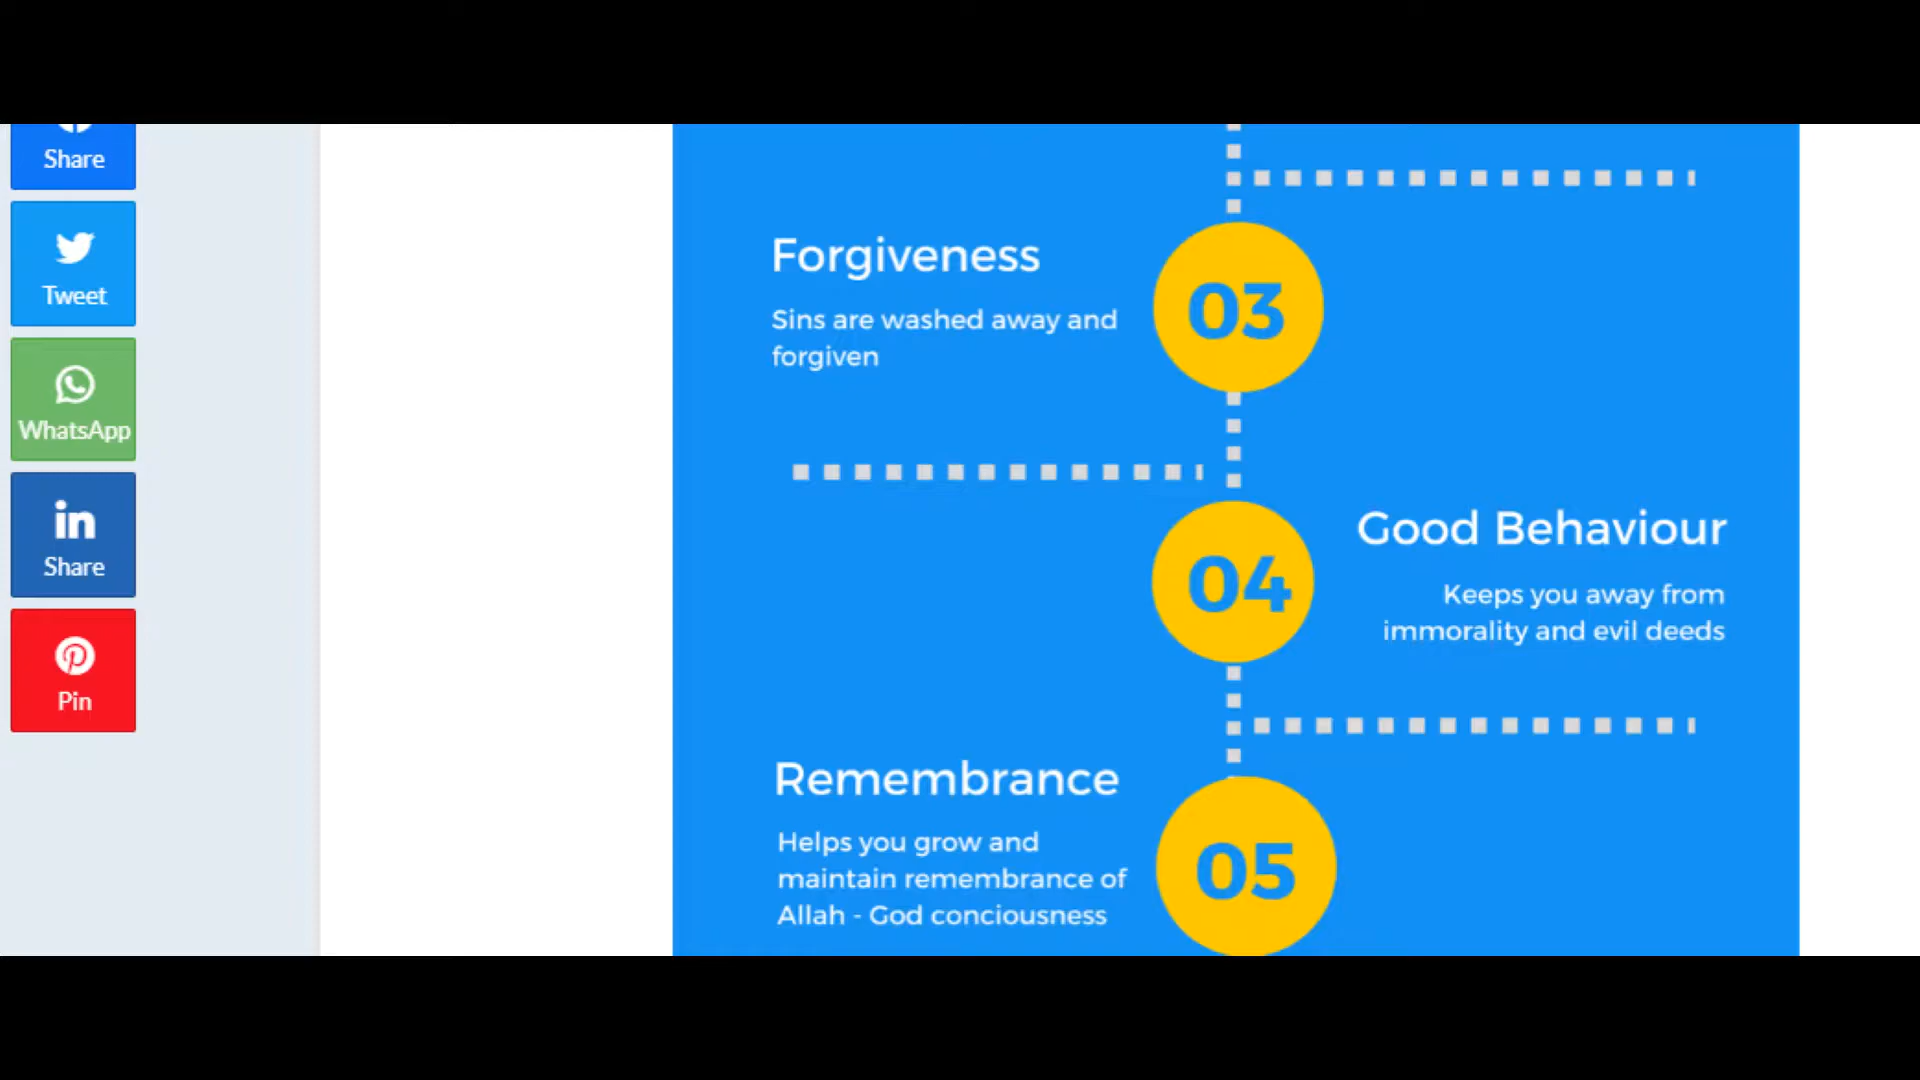 Share
Tweet
WhatsApp
Share
Pin
Forgiveness
Sins are washed away and
forgiven
03
04
Good Behaviour
Keeps you away from
immorality and evil deeds
Remembrance
Helps you grow and
maintain remembrance of
Allah - God conciousness
05